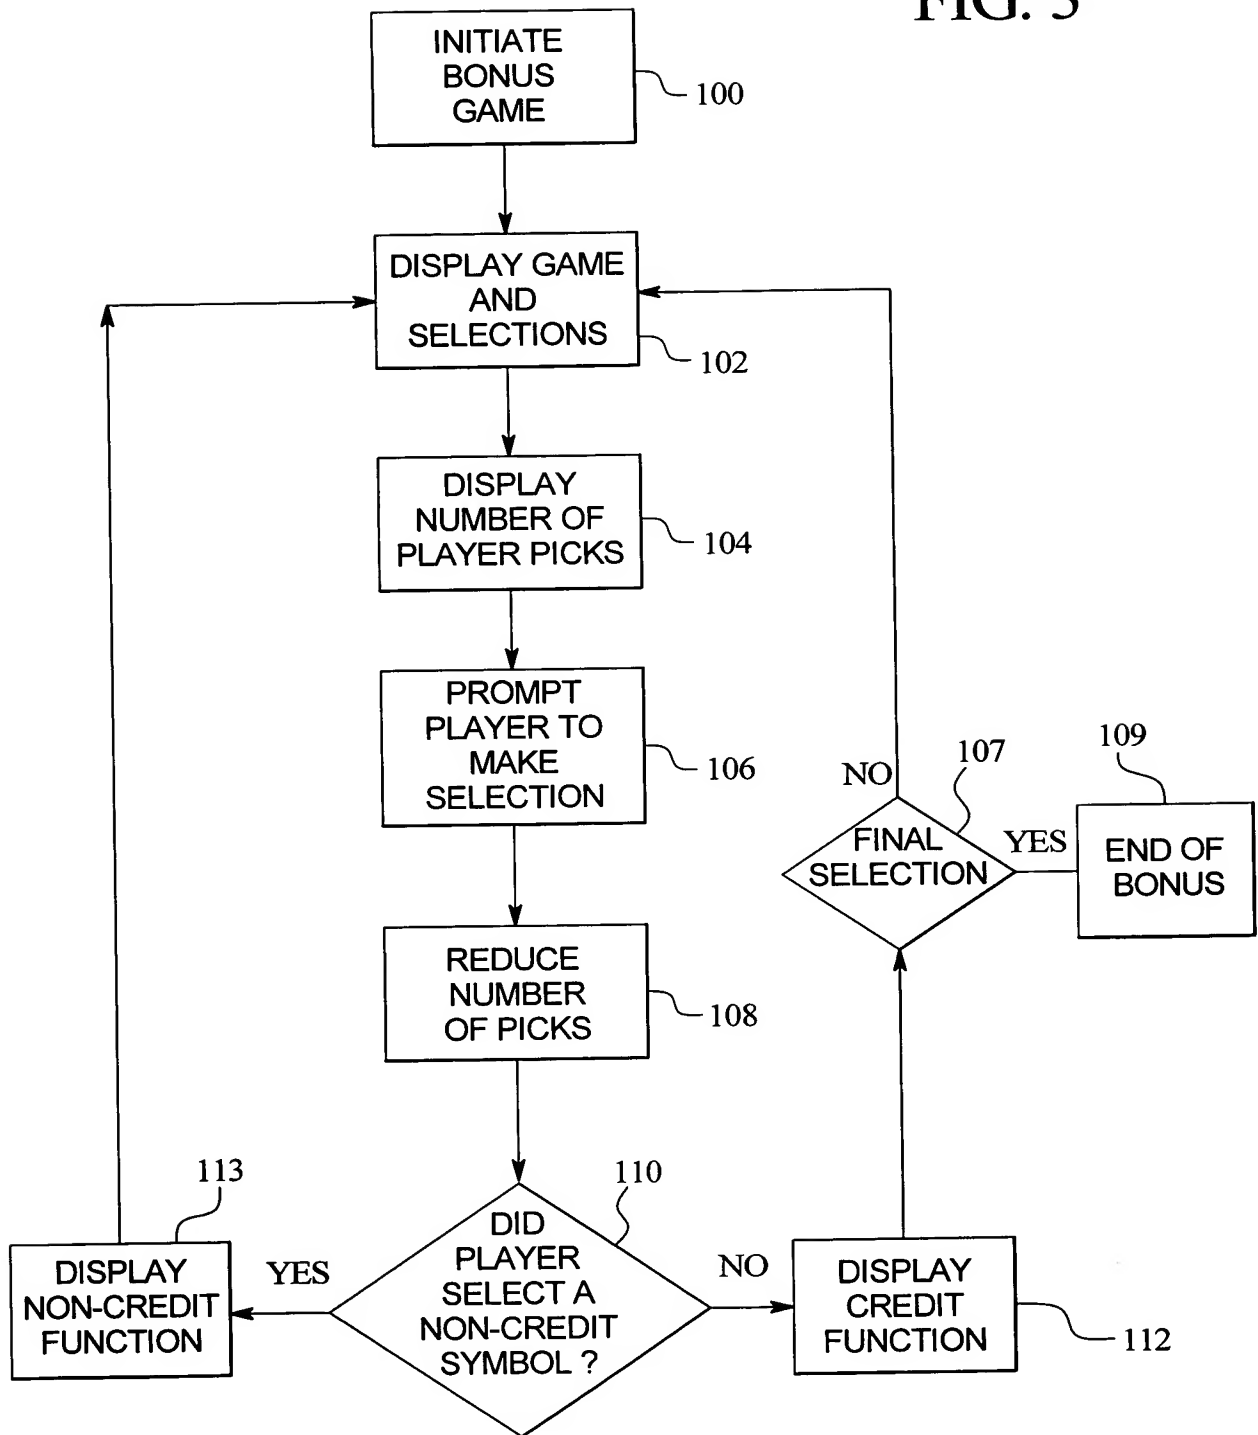 INITIATE
BONUS
GAME
100
DISPLAY GAME
AND
SELECTIONS
102
DISPLAY
NUMBER OF
PLAYER PICKS
104
PROMPT
PLAYER TO
MAKE
SELECTION
106
NO
107
109
FINAL
SELECTION
YES
END OF
BONUS
REDUCE
NUMBER
OF PICKS
108
113
DISPLAY
NON-CREDIT
FUNCTION
YES
110
DID
PLAYER
SELECT A
NON-CREDIT
SYMBOL ?
NO
DISPLAY
CREDIT
FUNCTION
112